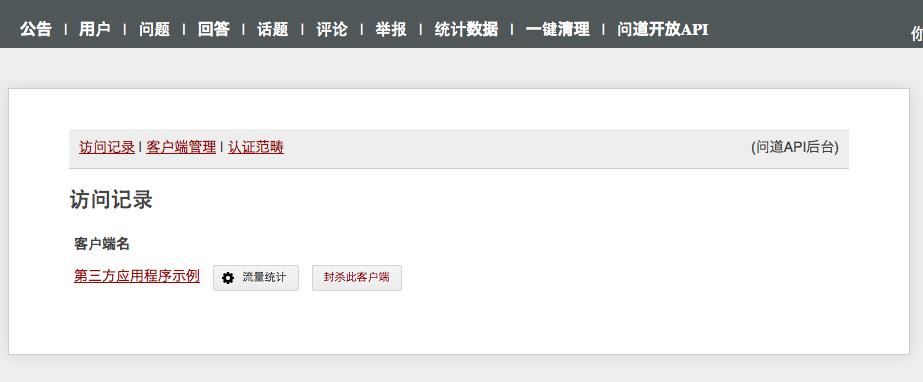 公告 | 用户 | 问题 | 回答 | 话题 | 评论 | 举报 | 统计数据 | 一键清理 | 问道开放API
访问记录 | 客户端管理 | 认证范畴 (问道API后台)
访问记录
客户端名
第三方应用程序示例 流量统计 封杀此客户端